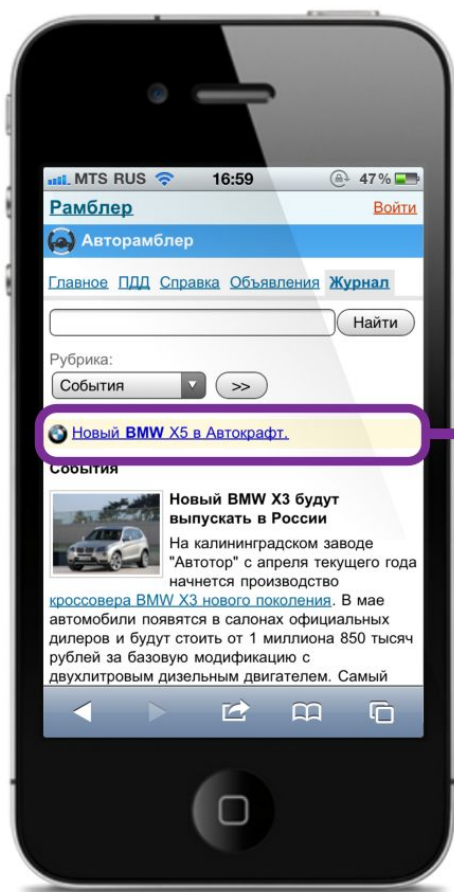 MTS RUS 16:59 47 %
Рамблер Войти
Авторамблер
Главное ПДД Справка Объявления Журнал
Найти
Рубрика:
События >>
Новый BMW X5 в Автокрафт.
События
Новый BMW X3 будут
выпускать в России
На калининградском заводе
"Автотор" с апреля текущего года
начнется производство
кроссовера BMW X3 нового поколения. В мае
автомобили появятся в салонах официальных
дилеров и будут стоить от 1 миллиона 850 тысяч
рублей за базовую модификацию с
двухлитровым дизельным двигателем. Самый